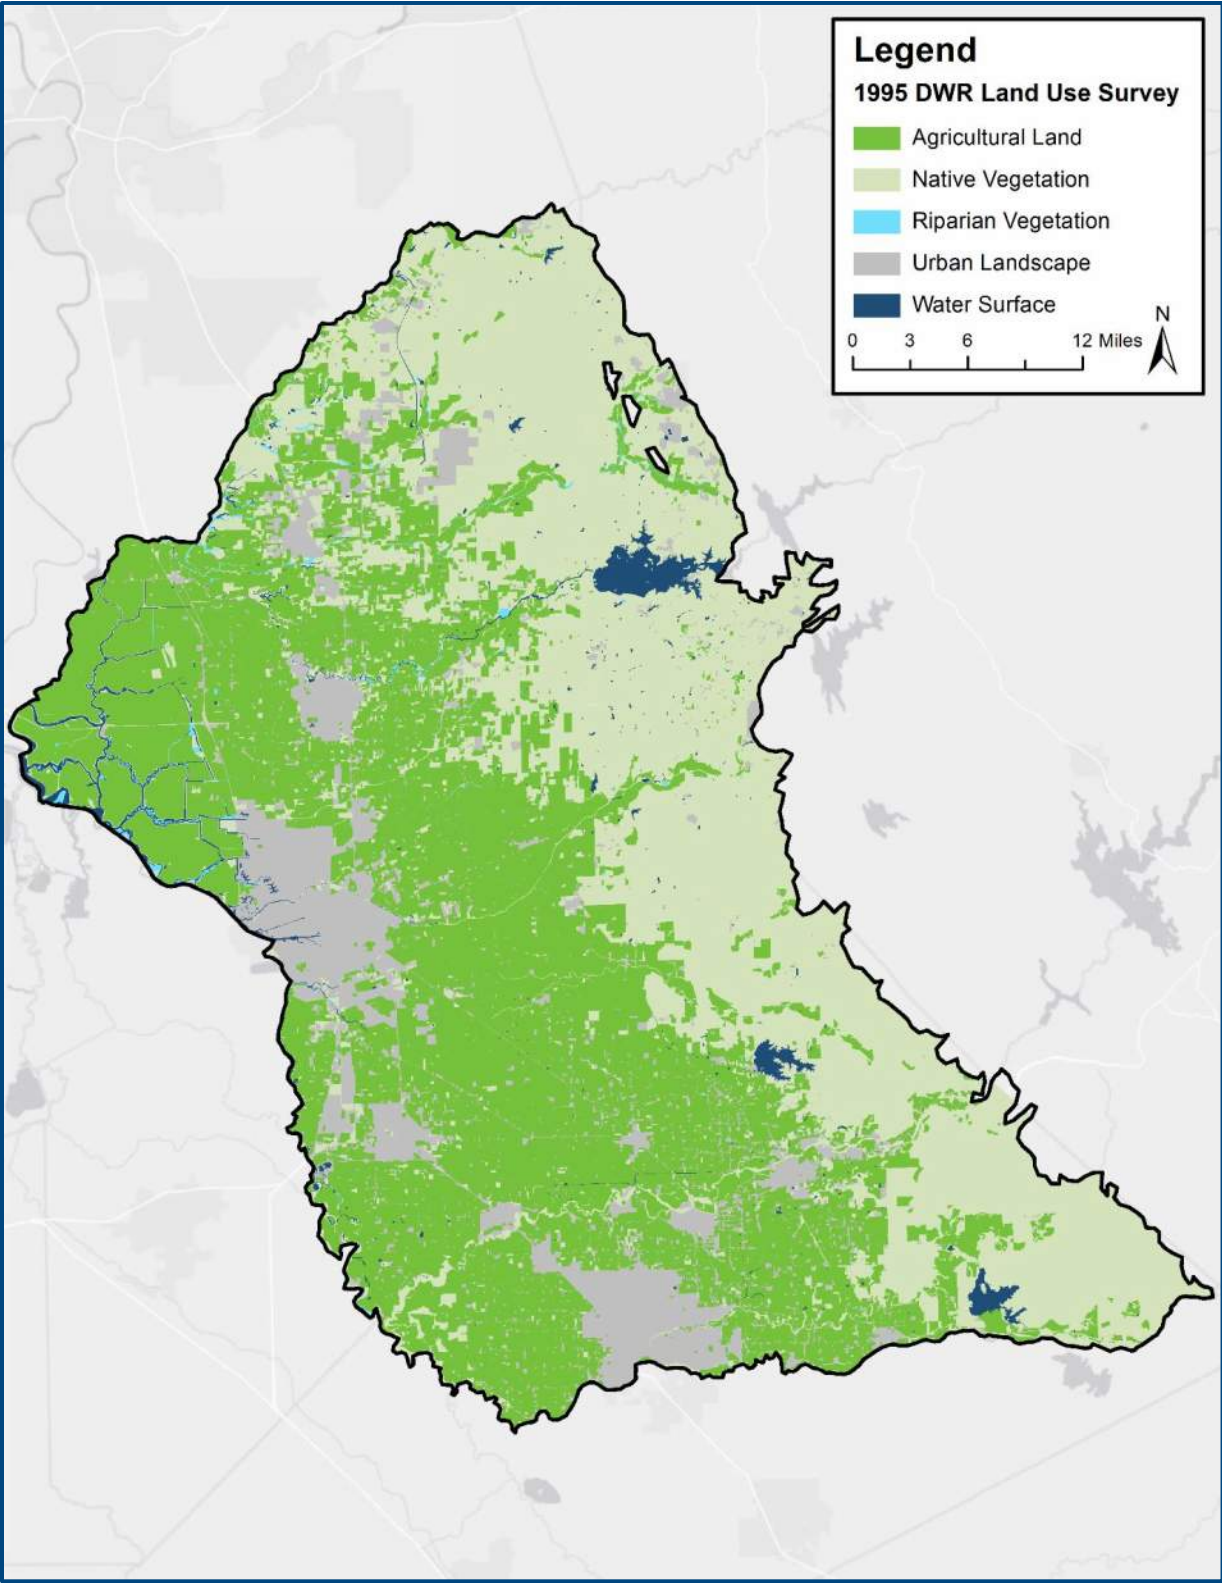 Legend
1995 DWR Land Use Survey
Agricultural Land
Native Vegetation
Riparian Vegetation
Urban Landscape
Water Surface
N
0 3 6 12 Miles